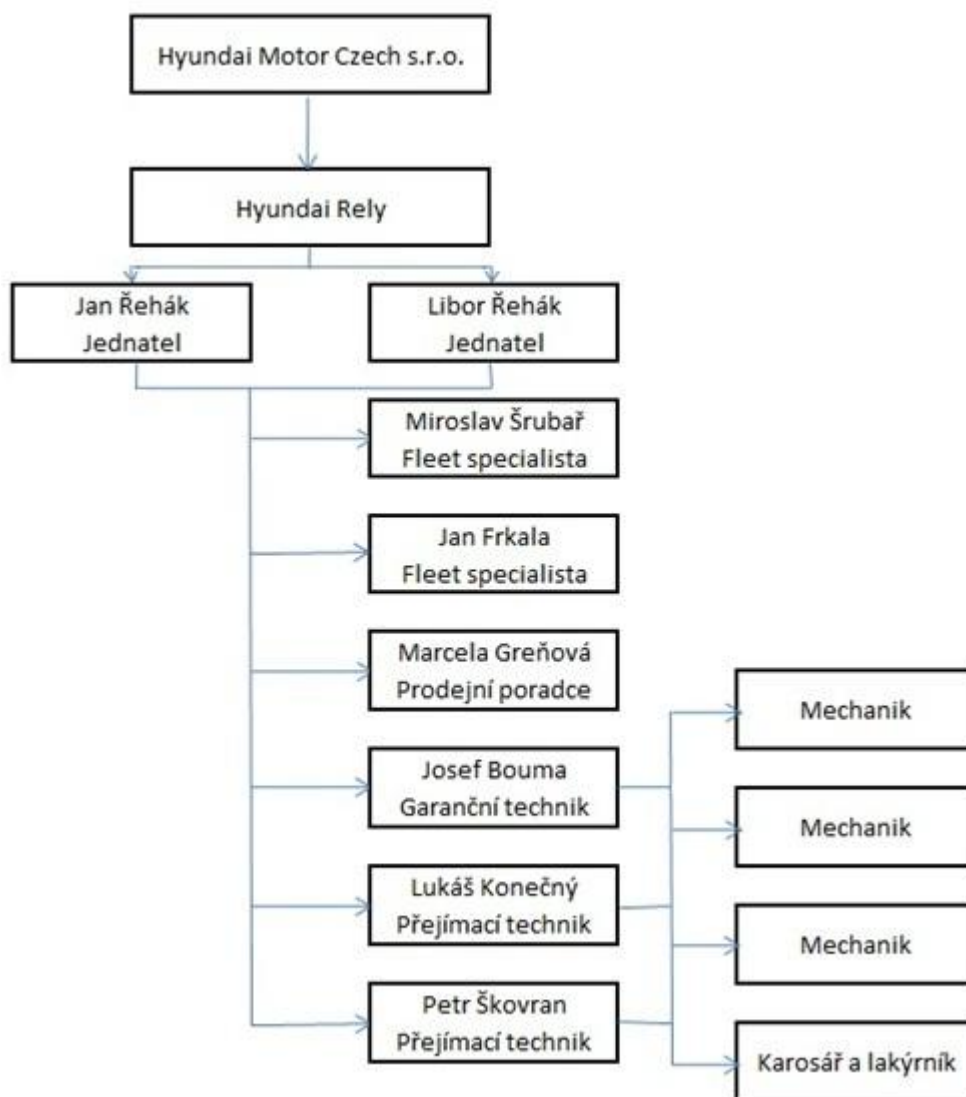 Hyundai Motor Czech s.r.o.
Hyundai Rely
Jan Řehák
Jednatel
Libor Řehák
Jednatel
Miroslav Šrubař
Fleet specialista
Jan Frkala
Fleet specialista
Marcela Greňová
Prodejní poradce
Josef Bouma
Garanční technik
Lukáš Konečný
Přejímací technik
Petr Škovran
Přejímací technik
Mechanik
Mechanik
Mechanik
Karosář a lakýrník